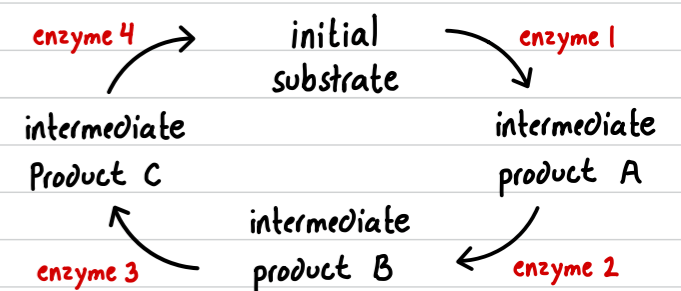 enzyme 4
initial
substrate
enzyme 1
intermediate
product A
enzyme 2
intermediate
product B
enzyme 3
intermediate
Product C